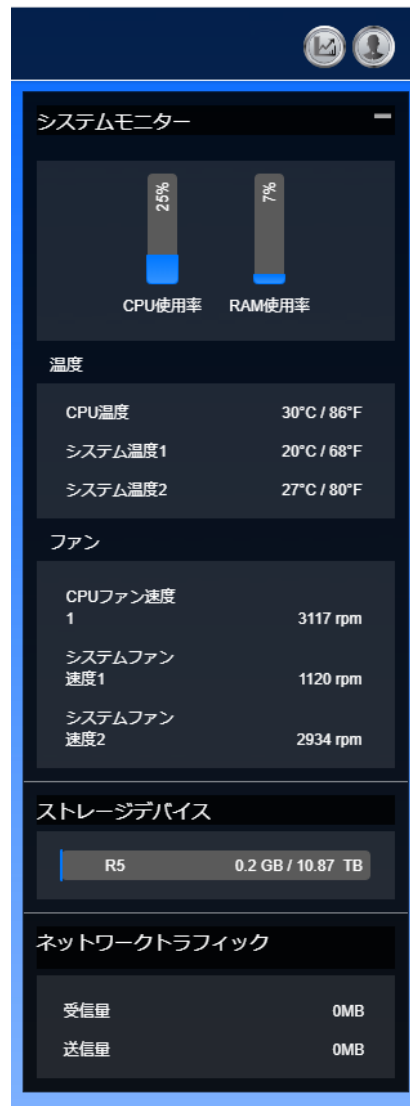 システムモニター
25%
7%
CPU使用率 RAM使用率
温度
CPU温度 30°C / 86°F
システム温度1 20°C / 68°F
システム温度2 27°C / 80°F
ファン
CPUファン速度
1 3117 rpm
システムファン
速度1 1120 rpm
システムファン
速度2 2934 rpm
ストレージデバイス
R5 0.2 GB / 10.87 TB
ネットワークトラフィック
受信量 0MB
送信量 0MB